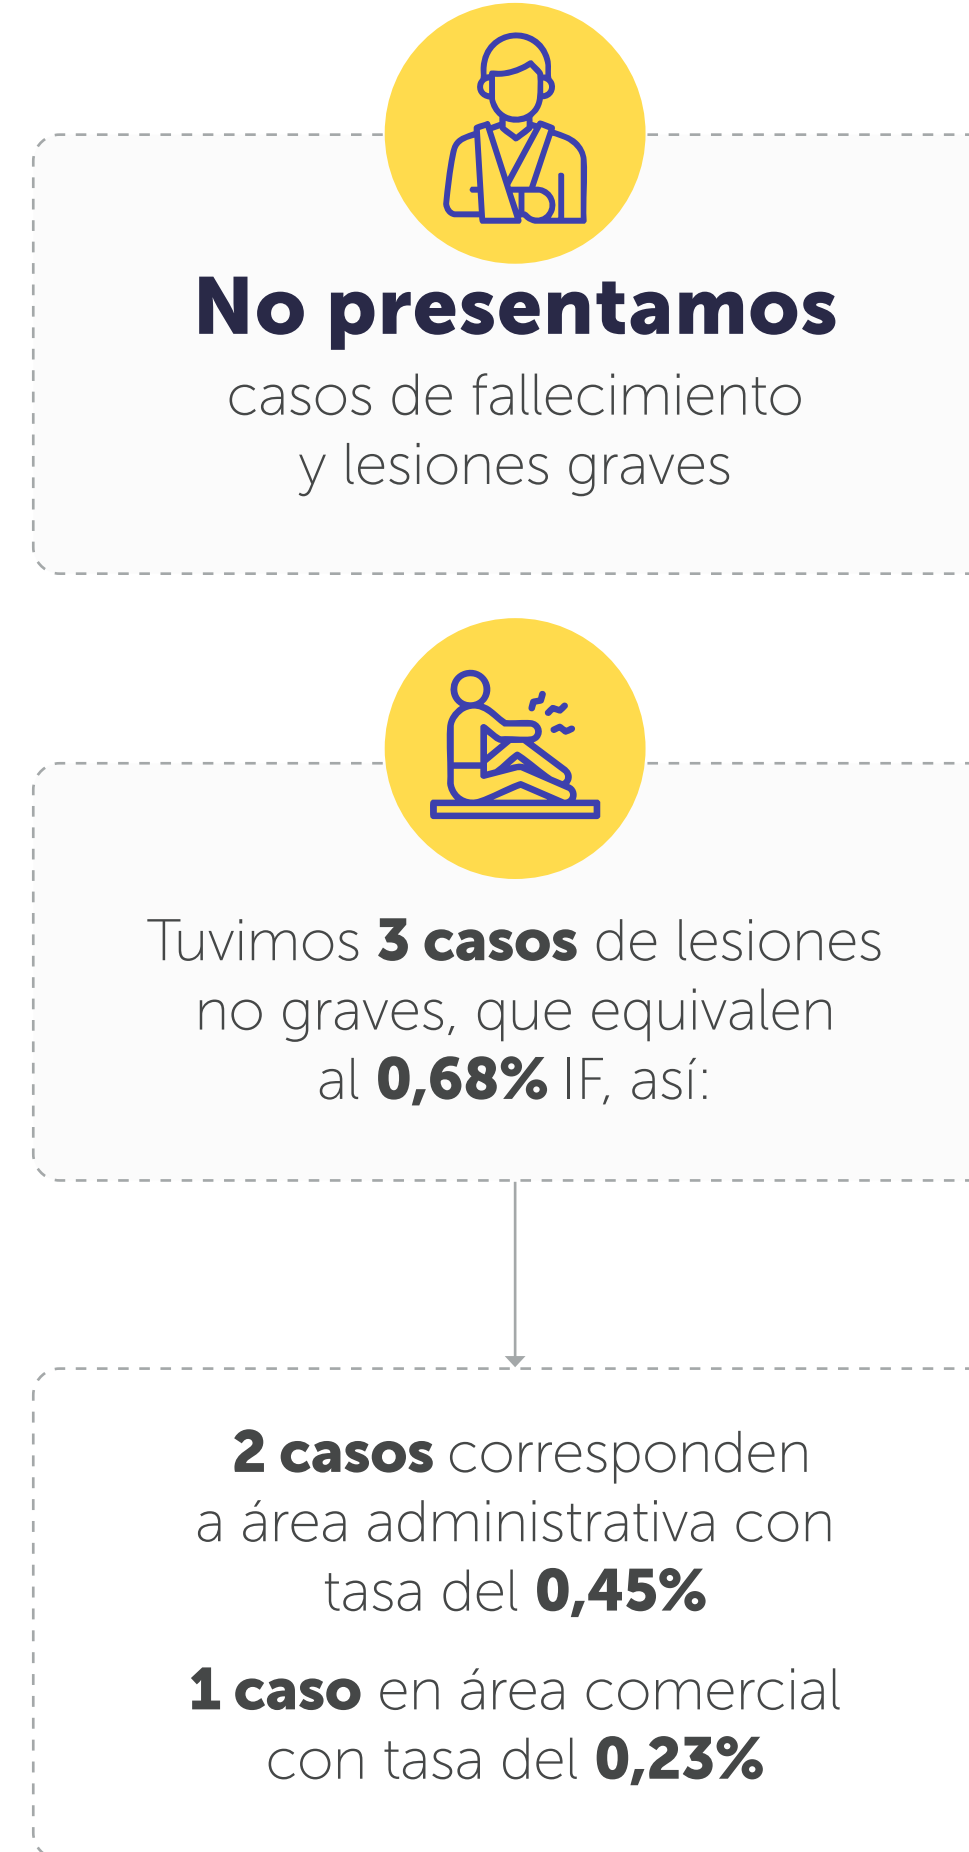 No presentamos
casos de fallecimiento
y lesiones graves
Tuvimos 3 casos de lesiones
no graves, que equivalen
al 0,68% IF, así:
2 casos corresponden
a área administrativa con
tasa del 0,45%
1 caso en área comercial
con tasa del 0,23%